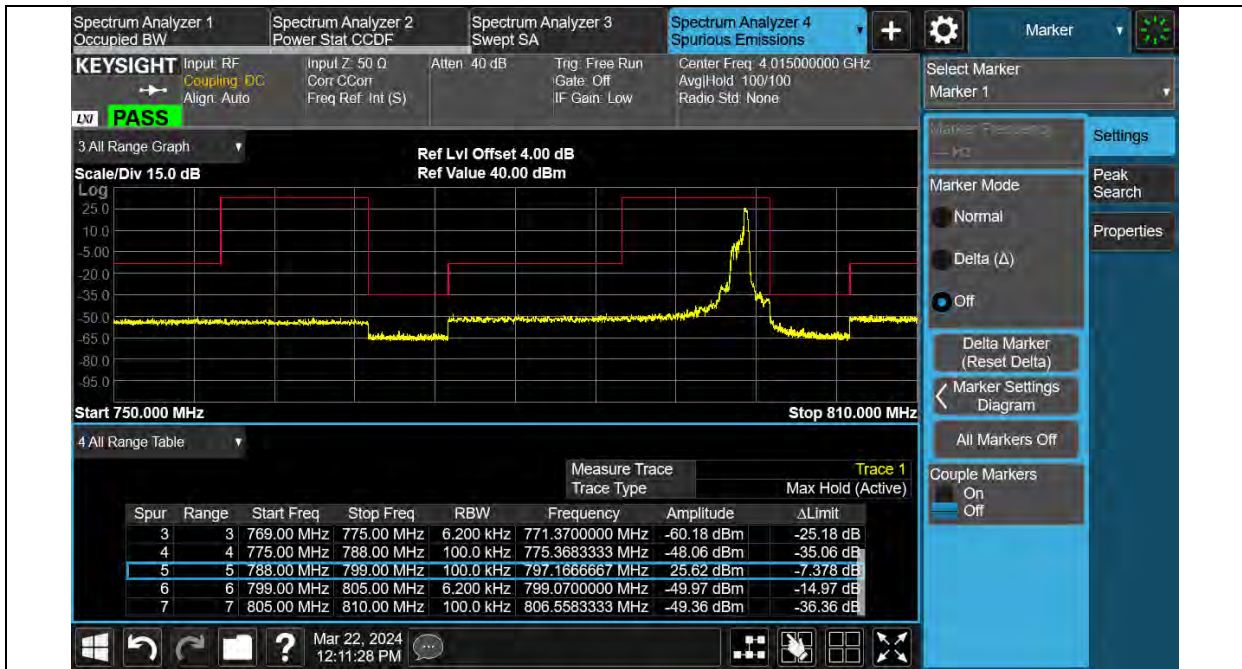 Spectrum Analyzer 1
Occupied BW
Spectrum Analyzer 2
Power Stat CCDF
Spectrum Analyzer 3
Swept SA
Spectrum Analyzer 4
Spurious Emissions
+
Marker
KEYSIGHT
Input: RF
Coupling: DC
Align: Auto
Input Z: 50 Ω
Corr CCorr
Freq Ref: Int (S)
Atten: 40 dB
Trig: Free Run
Gate: Off
IF Gain: Low
Center Freq: 4.015000000 GHz
Avg|Hold: 100/100
Radio Std: None
LXI PASS
Select Marker
Marker 1
3 All Range Graph
Ref Lvl Offset 4.00 dB
Scale/Div 15.0 dB
Ref Value 40.00 dBm
Log
25.0
10.0
-5.00
-20.0
-35.0
-50.0
-65.0
-80.0
-95.0
Start 750.000 MHz
Stop 810.000 MHz
Marker Frequency
--- Hz
Settings
Marker Mode
Peak
Search
Normal
Properties
Delta (Δ)
Off
Delta Marker
(Reset Delta)
Marker Settings
Diagram
All Markers Off
Couple Markers
On
Off
4 All Range Table
Measure Trace Trace 1
Trace Type Max Hold (Active)
Spur Range Start Freq Stop Freq RBW Frequency Amplitude ΔLimit
3 3 769.00 MHz 775.00 MHz 6.200 kHz 771.3700000 MHz -60.18 dBm -25.18 dB
4 4 775.00 MHz 788.00 MHz 100.0 kHz 775.3683333 MHz -48.06 dBm -35.06 dB
5 5 788.00 MHz 799.00 MHz 100.0 kHz 797.1666667 MHz 25.62 dBm -7.378 dB
6 6 799.00 MHz 805.00 MHz 6.200 kHz 799.0700000 MHz -49.97 dBm -14.97 dB
7 7 805.00 MHz 810.00 MHz 100.0 kHz 806.5583333 MHz -49.36 dBm -36.36 dB
?
Mar 22, 2024
12:11:28 PM